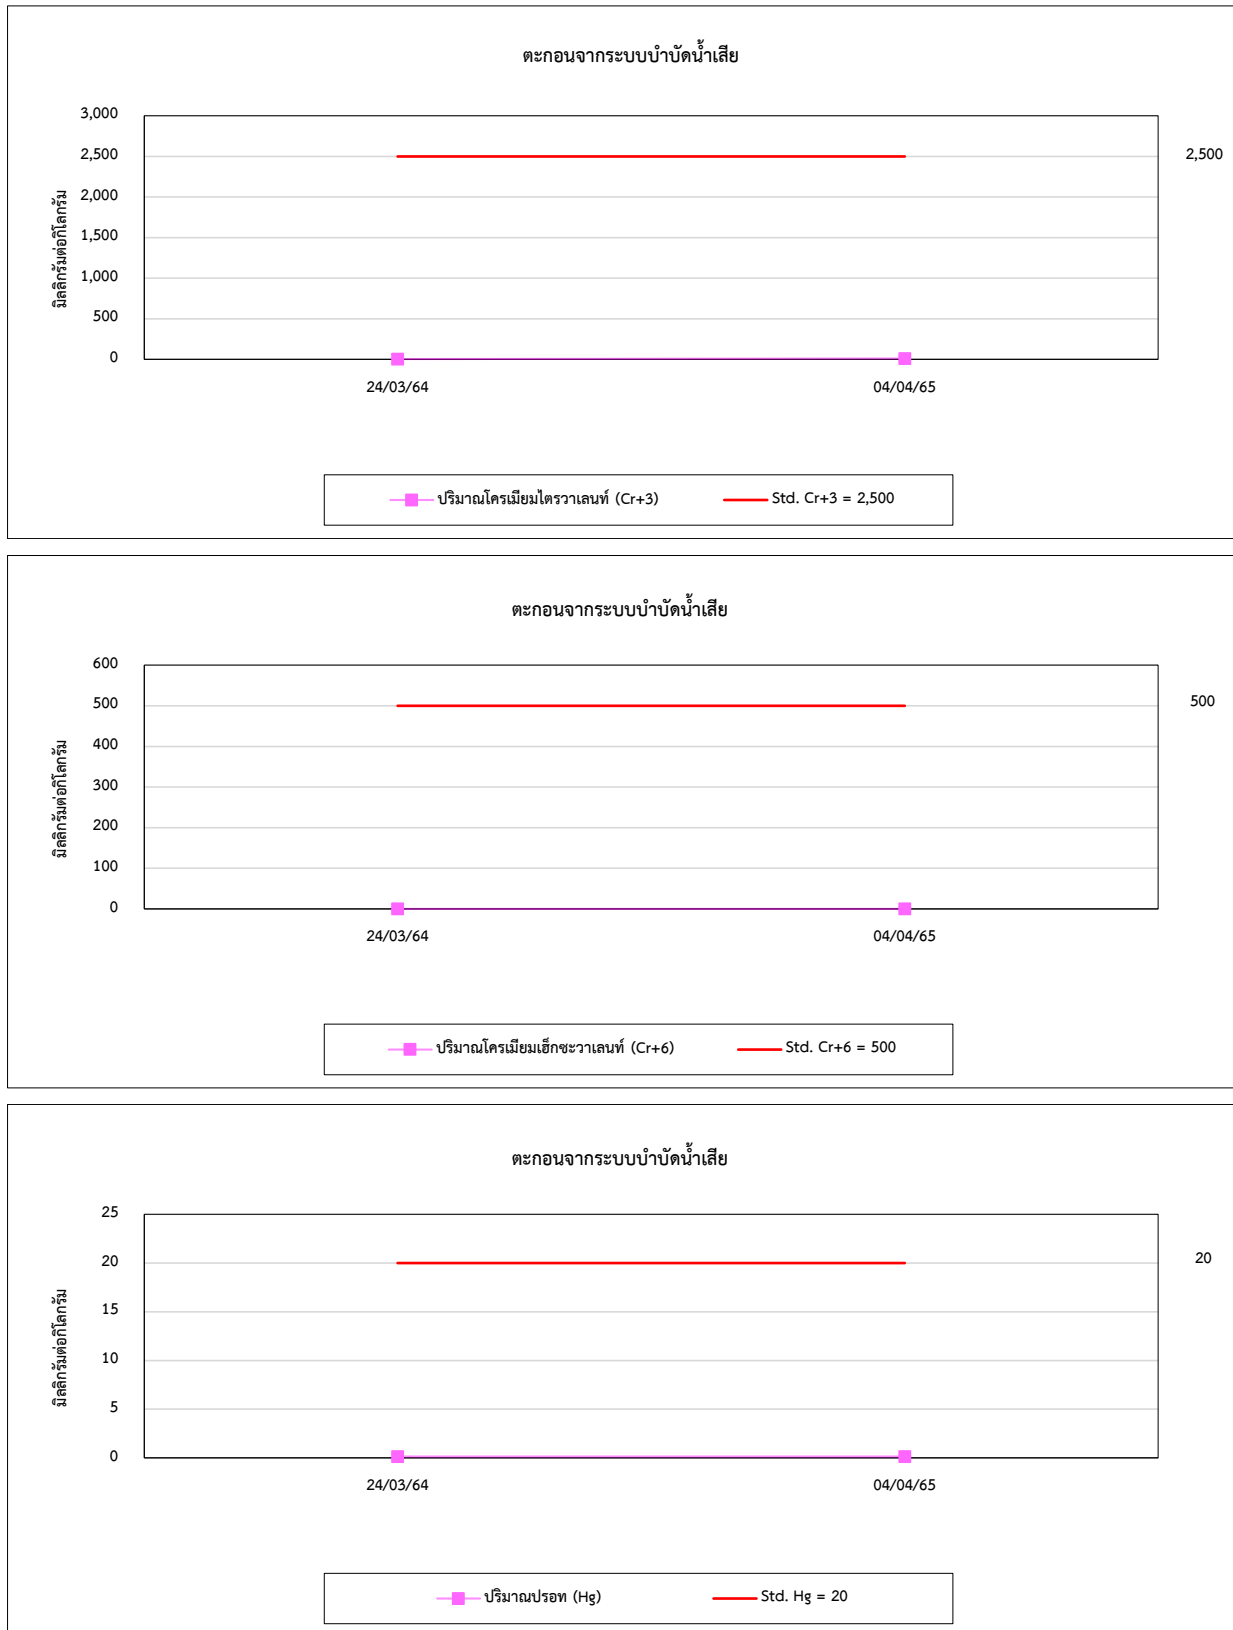 ตะกอนจากระบบบำบัดน้ำเสีย
มิลลิกรัมต่อกิโลกรัม
3,000
2,500
2,000
1,500
1,000
500
0
2,500
24/03/64
04/04/65
ปริมาณโครเมียมไตรวาเลนท์ (Cr+3)
Std. Cr+3 = 2,500
ตะกอนจากระบบบำบัดน้ำเสีย
มิลลิกรัมต่อกิโลกรัม
600
500
400
300
200
100
0
500
24/03/64
04/04/65
ปริมาณโครเมียมเฮ็กซะวาเลนท์ (Cr+6)
Std. Cr+6 = 500
ตะกอนจากระบบบำบัดน้ำเสีย
มิลลิกรัมต่อกิโลกรัม
25
20
15
10
5
0
20
24/03/64
04/04/65
ปริมาณปรอท (Hg)
Std. Hg = 20